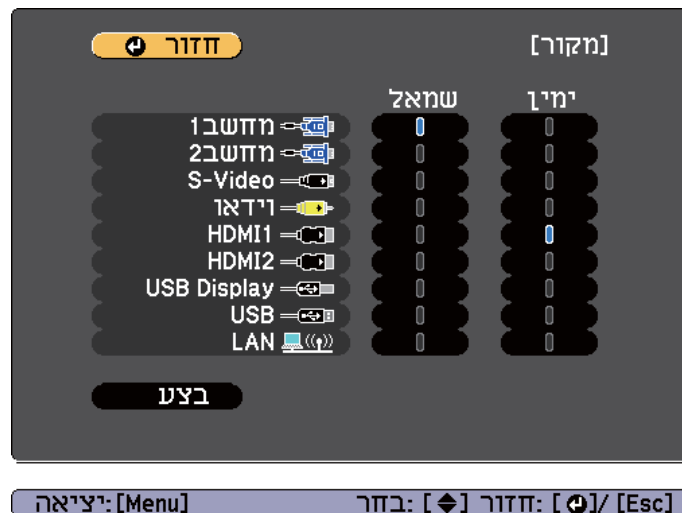 [מקור] חזור
ימין שמאל
מחשב1
מחשב2
S-Video
וידאו
HDMI1
HDMI2
USB Display
USB
LAN
בצע
[Esc] /[ ]: חזור [ ]: בחר [Menu]:יציאה